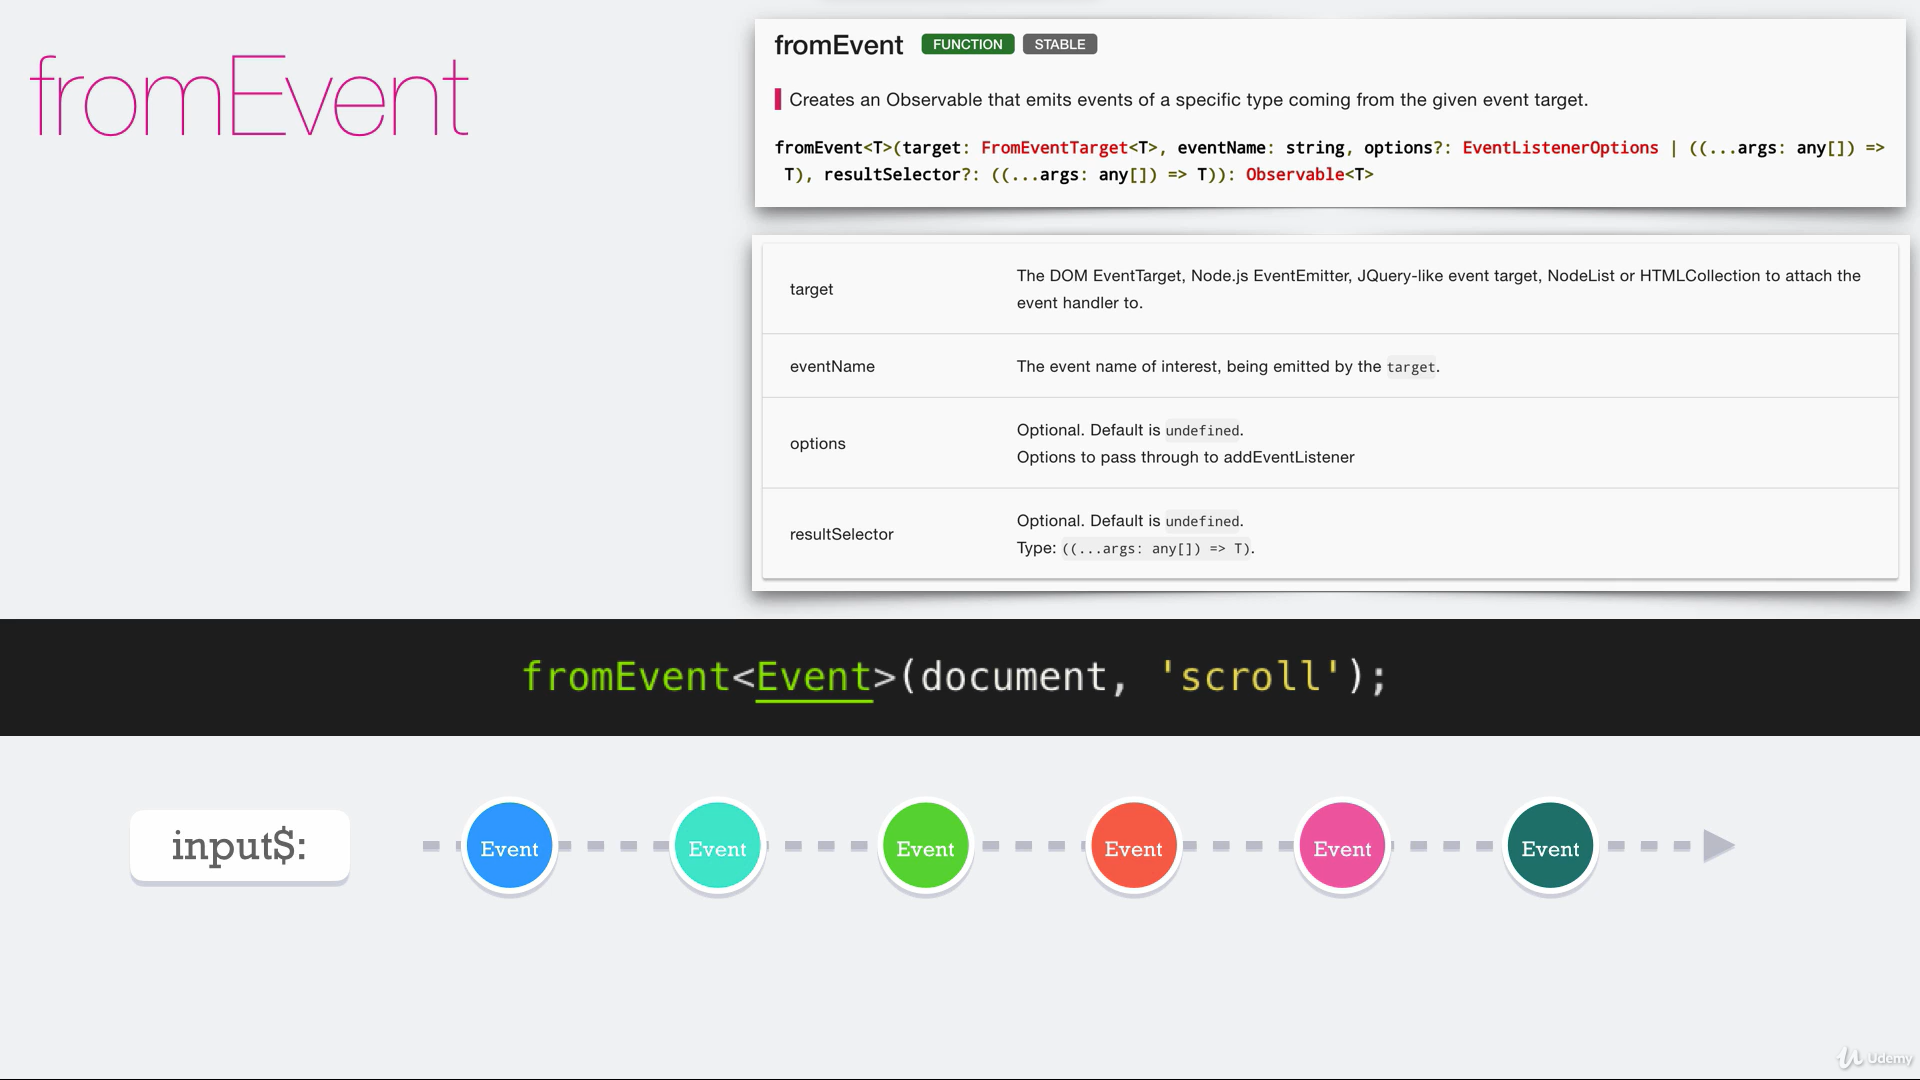 fromEvent
fromEvent FUNCTION STABLE
Creates an Observable that emits events of a specific type coming from the given event target.
fromEvent<T>(target: FromEventTarget<T>, eventName: string, options?: EventListenerOptions | ((...args: any[]) =>
T), resultSelector?: ((...args: any[]) => T)): Observable<T>
target
The DOM EventTarget, Node.js EventEmitter, JQuery-like event target, NodeList or HTMLCollection to attach the
event handler to.
eventName
The event name of interest, being emitted by the target.
options
Optional. Default is undefined.
Options to pass through to addEventListener
resultSelector
Optional. Default is undefined.
Type: ((...args: any[]) => T).
fromEvent<Event>(document, 'scroll');
input$:
Event Event Event Event Event Event
Udemy